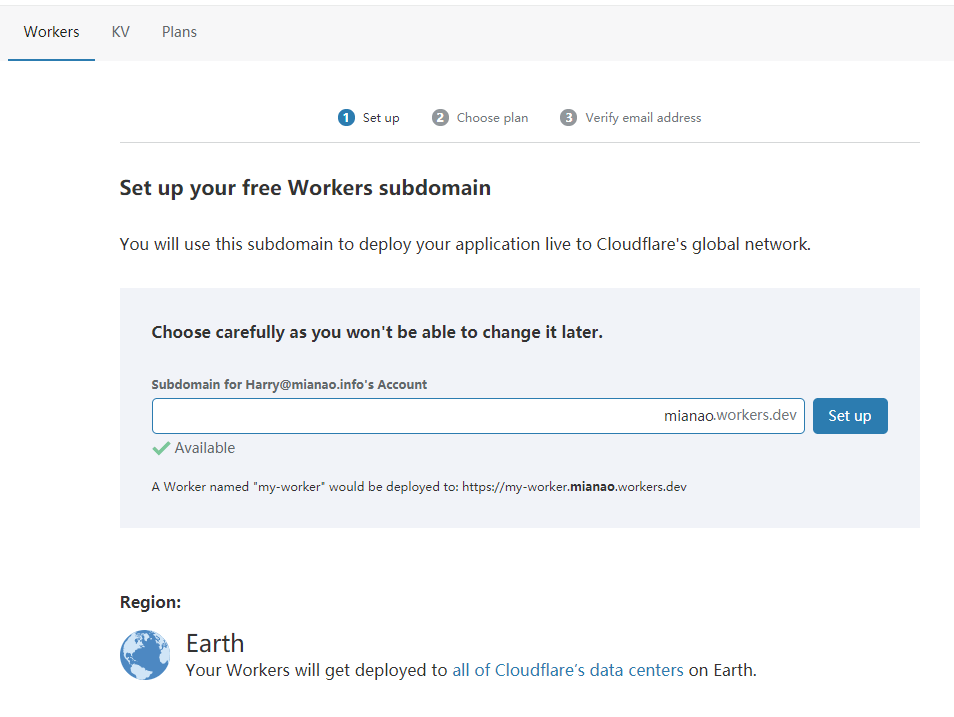 Workers KV Plans
1 Set up 2 Choose plan 3 Verify email address
Set up your free Workers subdomain
You will use this subdomain to deploy your application live to Cloudflare's global network.
Choose carefully as you won't be able to change it later.
Subdomain for Harry@mianao.info's Account
mianao.workers.dev Set up
Available
A Worker named "my-worker" would be deployed to: https://my-worker.mianao.workers.dev
Region:
Earth
Your Workers will get deployed to all of Cloudflare’s data centers on Earth.